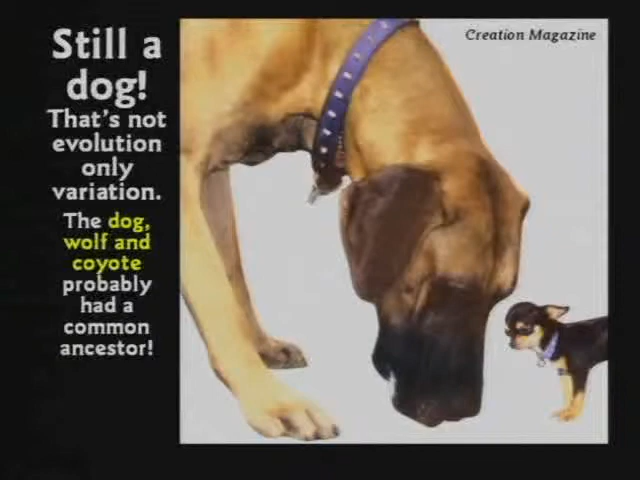 Still a
dog!
That's not
evolution
only
variation.
The dog,
wolf and
coyote
probably
had a
common
ancestor!
Creation Magazine